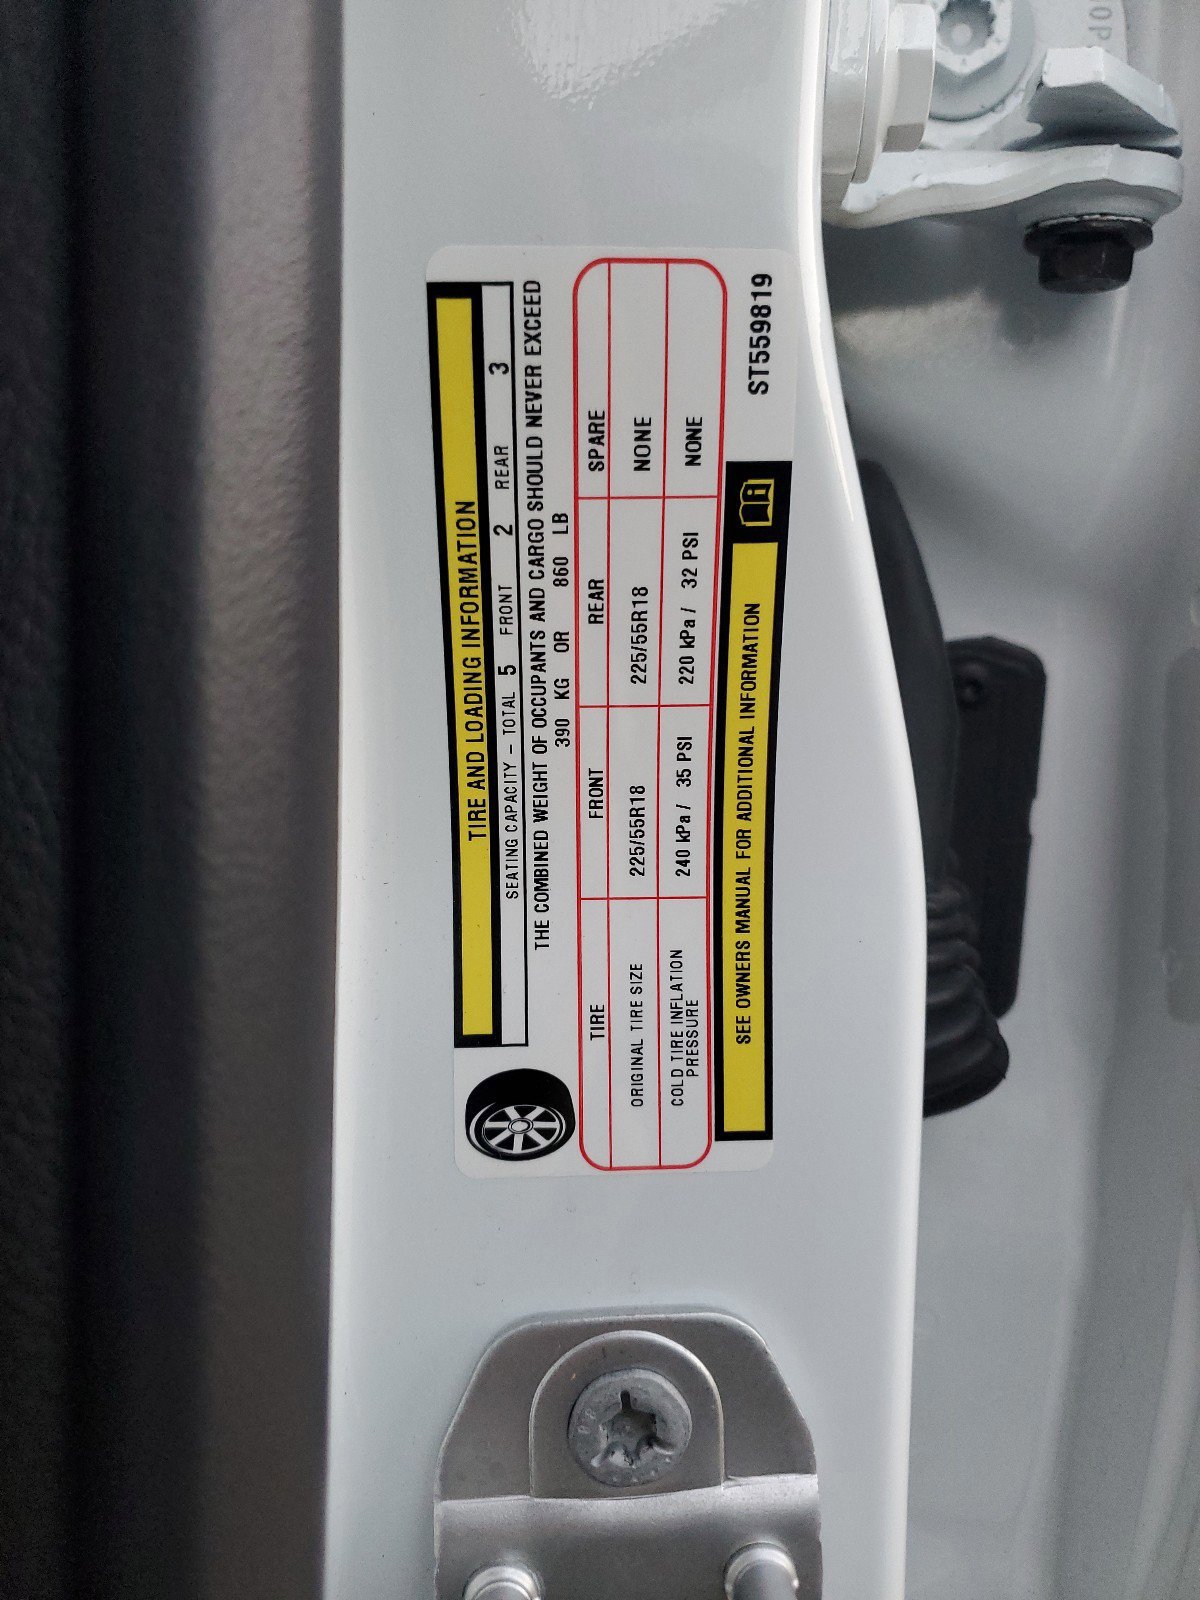 TIRE AND LOADING INFORMATION
SEATING CAPACITY - TOTAL 5 FRONT 2 REAR 3
THE COMBINED WEIGHT OF OCCUPANTS AND CARGO SHOULD NEVER EXCEED
390 KG OR 860 LB
TIRE FRONT REAR SPARE
ORIGINAL TIRE SIZE 225/55R18 225/55R18 NONE
COLD TIRE INFLATION PRESSURE 240 kPa / 35 PSI 220 kPa / 32 PSI NONE
SEE OWNERS MANUAL FOR ADDITIONAL INFORMATION
ST559819